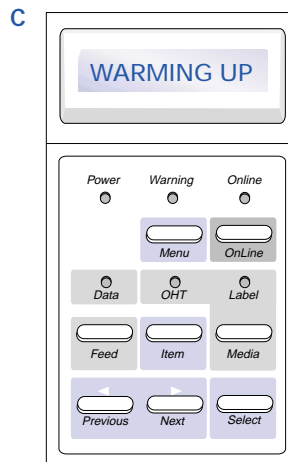 C
WARMING UP
Power Warning Online
Menu OnLine
Data OHT Label
Feed Item Media
Previous Next Select